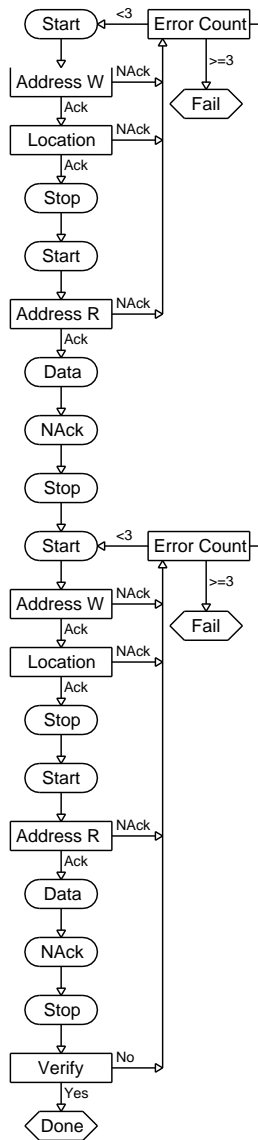 Start
<3
Error Count
>=3
Fail
Address W
NAck
Ack
Location
NAck
Ack
Stop
Start
Address R
NAck
Ack
Data
NAck
Stop
Start
<3
Error Count
>=3
Fail
Address W
NAck
Ack
Location
NAck
Ack
Stop
Start
Address R
NAck
Ack
Data
NAck
Stop
Verify
No
Yes
Done